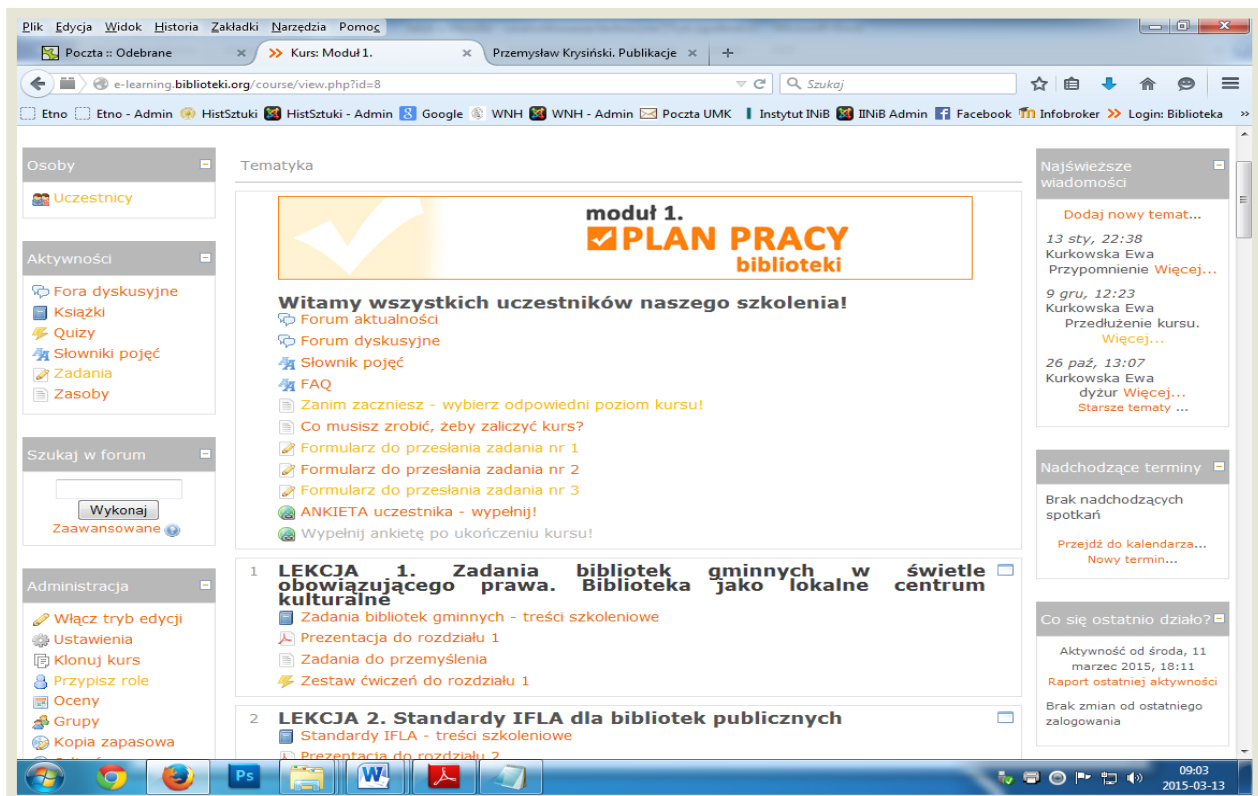 Plik Edycja Widok Historia Zakładki Narzędzia Pomoc
Poczta :: Odebrane
Kurs: Moduł 1.
Przemysław Krysiński. Publikacje
e-learning.biblioteki.org/course/view.php?id=8
Szukaj
Etno Etno - Admin HistSztuki HistSztuki - Admin Google WNH WNH - Admin Poczta UMK Instytut INiB IINiB Admin Facebook Infobroker Login: Biblioteka »
Osoby
Uczestnicy
Aktywności
Fora dyskusyjne
Książki
Quizy
Słowniki pojęć
Zadania
Zasoby
Szukaj w forum
Wykonaj
Zaawansowane
Administracja
Włącz tryb edycji
Ustawienia
Klonuj kurs
Przypisz role
Oceny
Grupy
Kopia zapasowa
Tematyka
moduł 1.
PLAN PRACY
biblioteki
Witamy wszystkich uczestników naszego szkolenia!
Forum aktualności
Forum dyskusyjne
Słownik pojęć
FAQ
Zanim zaczniesz - wybierz odpowiedni poziom kursu!
Co musisz zrobić, żeby zaliczyć kurs?
Formularz do przesłania zadania nr 1
Formularz do przesłania zadania nr 2
Formularz do przesłania zadania nr 3
ANKIETA uczestnika - wypełnij!
Wypełnij ankietę po ukończeniu kursu!
1 LEKCJA 1. Zadania bibliotek gminnych w świetle
obowiązującego prawa. Biblioteka jako lokalne centrum
kulturalne
Zadania bibliotek gminnych - treści szkoleniowe
Prezentacja do rozdziału 1
Zadania do przemyślenia
Zestaw ćwiczeń do rozdziału 1
2 LEKCJA 2. Standardy IFLA dla bibliotek publicznych
Standardy IFLA - treści szkoleniowe
Prezentacja do rozdziału 2
Najświeższe
wiadomości
Dodaj nowy temat...
13 sty, 22:38
Kurkowska Ewa
Przypomnienie Więcej...
9 gru, 12:23
Kurkowska Ewa
Przedłużenie kursu.
Więcej...
26 paź, 13:07
Kurkowska Ewa
dyżur Więcej...
Starsze tematy ...
Nadchodzące terminy
Brak nadchodzących
spotkań
Przejdź do kalendarza...
Nowy termin...
Co się ostatnio działo?
Aktywność od środa, 11
marzec 2015, 18:11
Raport ostatniej aktywności
Brak zmian od ostatniego
zalogowania
Ps
W
09:03
2015-03-13